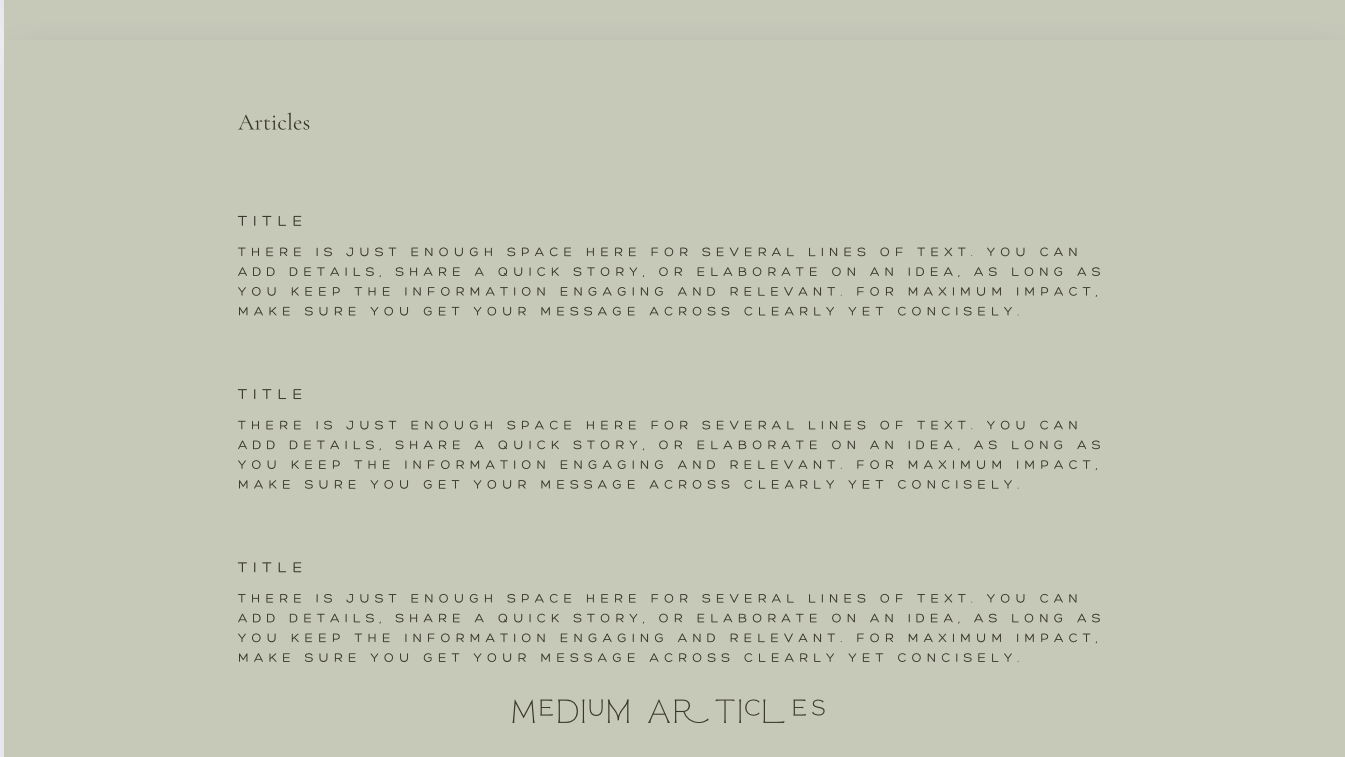 Articles
TITLE
THERE IS JUST ENOUGH SPACE HERE FOR SEVERAL LINES OF TEXT. YOU CAN
ADD DETAILS, SHARE A QUICK STORY, OR ELABORATE ON AN IDEA, AS LONG AS
YOU KEEP THE INFORMATION ENGAGING AND RELEVANT. FOR MAXIMUM IMPACT,
MAKE SURE YOU GET YOUR MESSAGE ACROSS CLEARLY YET CONCISELY.
TITLE
THERE IS JUST ENOUGH SPACE HERE FOR SEVERAL LINES OF TEXT. YOU CAN
ADD DETAILS, SHARE A QUICK STORY, OR ELABORATE ON AN IDEA, AS LONG AS
YOU KEEP THE INFORMATION ENGAGING AND RELEVANT. FOR MAXIMUM IMPACT,
MAKE SURE YOU GET YOUR MESSAGE ACROSS CLEARLY YET CONCISELY.
TITLE
THERE IS JUST ENOUGH SPACE HERE FOR SEVERAL LINES OF TEXT. YOU CAN
ADD DETAILS, SHARE A QUICK STORY, OR ELABORATE ON AN IDEA, AS LONG AS
YOU KEEP THE INFORMATION ENGAGING AND RELEVANT. FOR MAXIMUM IMPACT,
MAKE SURE YOU GET YOUR MESSAGE ACROSS CLEARLY YET CONCISELY.
MEDIUM ARTICLES